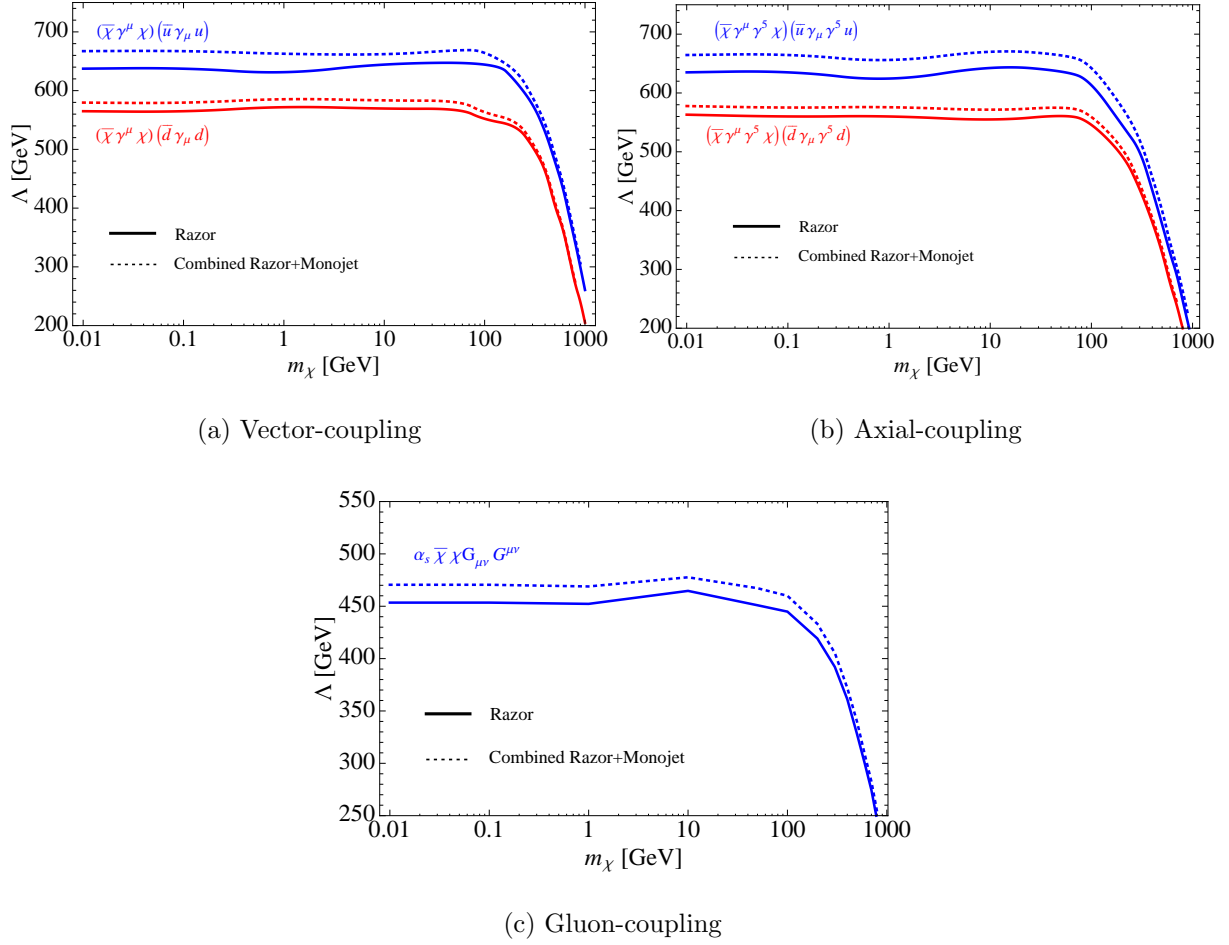 (χ̄ γ^μ χ)(ū γ_μ u)
(χ̄ γ^μ χ)(d̄ γ_μ d)
Λ [GeV]
700
600
500
400
300
200
Razor
Combined Razor+Monojet
0.01 0.1 1 10 100 1000
m_χ [GeV]
(a) Vector-coupling
(χ̄ γ^μ γ^5 χ)(ū γ_μ γ^5 u)
(χ̄ γ^μ γ^5 χ)(d̄ γ_μ γ^5 d)
Λ [GeV]
700
600
500
400
300
200
Razor
Combined Razor+Monojet
0.01 0.1 1 10 100 1000
m_χ [GeV]
(b) Axial-coupling
α_s χ̄ χ G_μν G^μν
Λ [GeV]
550
500
450
400
350
300
250
Razor
Combined Razor+Monojet
0.01 0.1 1 10 100 1000
m_χ [GeV]
(c) Gluon-coupling